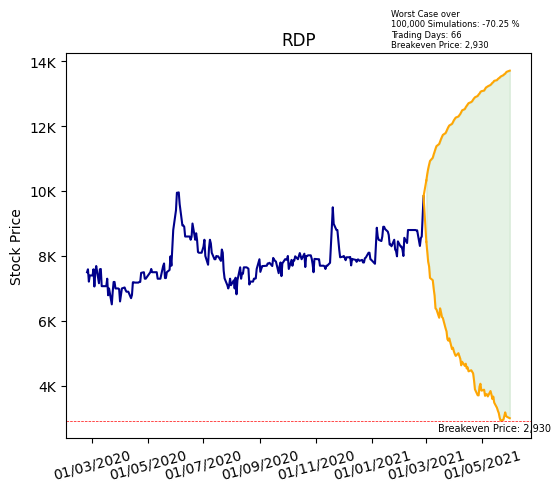 Worst Case over
100,000 Simulations: -70.25 %
Trading Days: 66
Breakeven Price: 2,930
RDP
14K
12K
10K
8K
6K
4K
Stock Price
Breakeven Price: 2,930
01/03/2020
01/05/2020
01/07/2020
01/09/2020
01/11/2020
01/01/2021
01/03/2021
01/05/2021